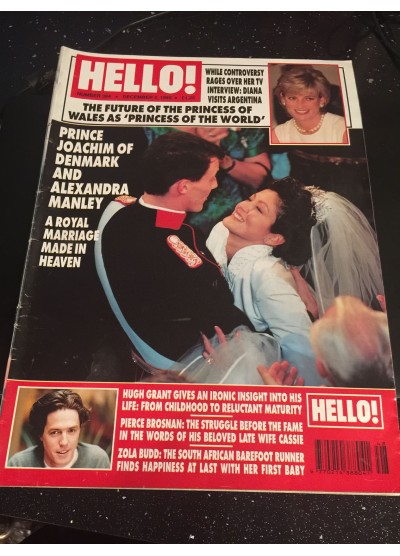 HELLO!
WHILE CONTROVERSY
RAGES OVER HER TV
INTERVIEW: DIANA
VISITS ARGENTINA
THE FUTURE OF THE PRINCESS OF
WALES AS 'PRINCESS OF THE WORLD'
PRINCE
JOACHIM OF
DENMARK
AND
ALEXANDRA
MANLEY
A ROYAL
MARRIAGE
MADE IN
HEAVEN
HUGH GRANT GIVES AN IRONIC INSIGHT INTO HIS
LIFE: FROM CHILDHOOD TO RELUCTANT MATURITY
PIERCE BROSNAN: THE STRUGGLE BEFORE THE FAME
IN THE WORDS OF HIS BELOVED LATE WIFE CASSIE
ZOLA BUDD: THE SOUTH AFRICAN BAREFOOT RUNNER
FINDS HAPPINESS AT LAST WITH HER FIRST BABY
HELLO!